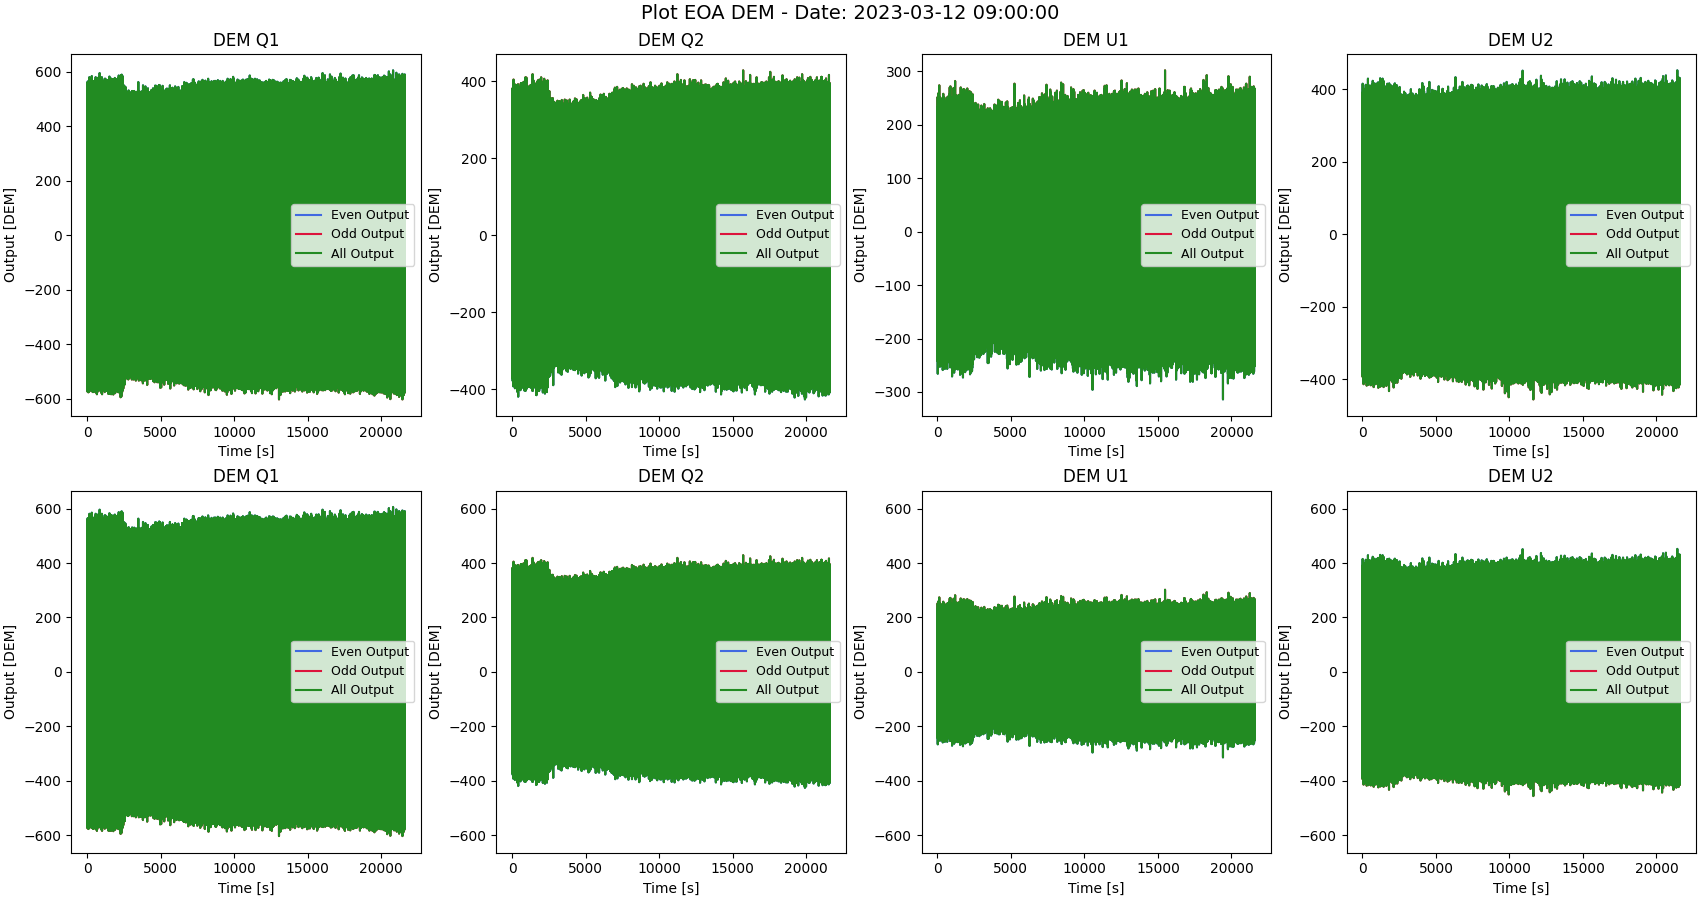 Plot EOA DEM - Date: 2023-03-12 09:00:00
DEM Q1
Output [DEM]
600
400
200
0
−200
−400
−600
0 5000 10000 15000 20000
Time [s]
Even Output
Odd Output
All Output
DEM Q2
Output [DEM]
400
200
0
−200
−400
0 5000 10000 15000 20000
Time [s]
Even Output
Odd Output
All Output
DEM U1
Output [DEM]
300
200
100
0
−100
−200
−300
0 5000 10000 15000 20000
Time [s]
Even Output
Odd Output
All Output
DEM U2
Output [DEM]
400
200
0
−200
−400
0 5000 10000 15000 20000
Time [s]
Even Output
Odd Output
All Output
DEM Q1
Output [DEM]
600
400
200
0
−200
−400
−600
0 5000 10000 15000 20000
Time [s]
Even Output
Odd Output
All Output
DEM Q2
Output [DEM]
600
400
200
0
−200
−400
−600
0 5000 10000 15000 20000
Time [s]
Even Output
Odd Output
All Output
DEM U1
Output [DEM]
600
400
200
0
−200
−400
−600
0 5000 10000 15000 20000
Time [s]
Even Output
Odd Output
All Output
DEM U2
Output [DEM]
600
400
200
0
−200
−400
−600
0 5000 10000 15000 20000
Time [s]
Even Output
Odd Output
All Output